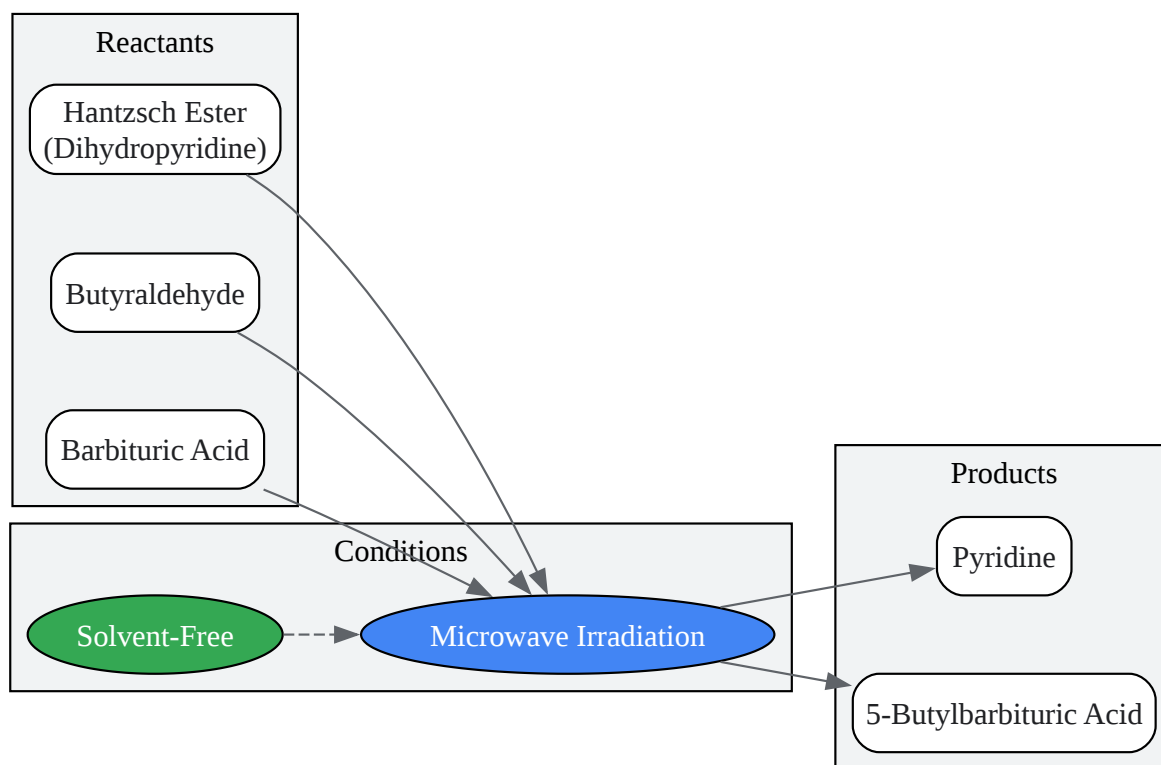 Reactants
Hantzsch Ester
(Dihydropyridine)
Butyraldehyde
Barbituric Acid
Conditions
Solvent-Free
Microwave Irradiation
Products
Pyridine
5-Butylbarbituric Acid